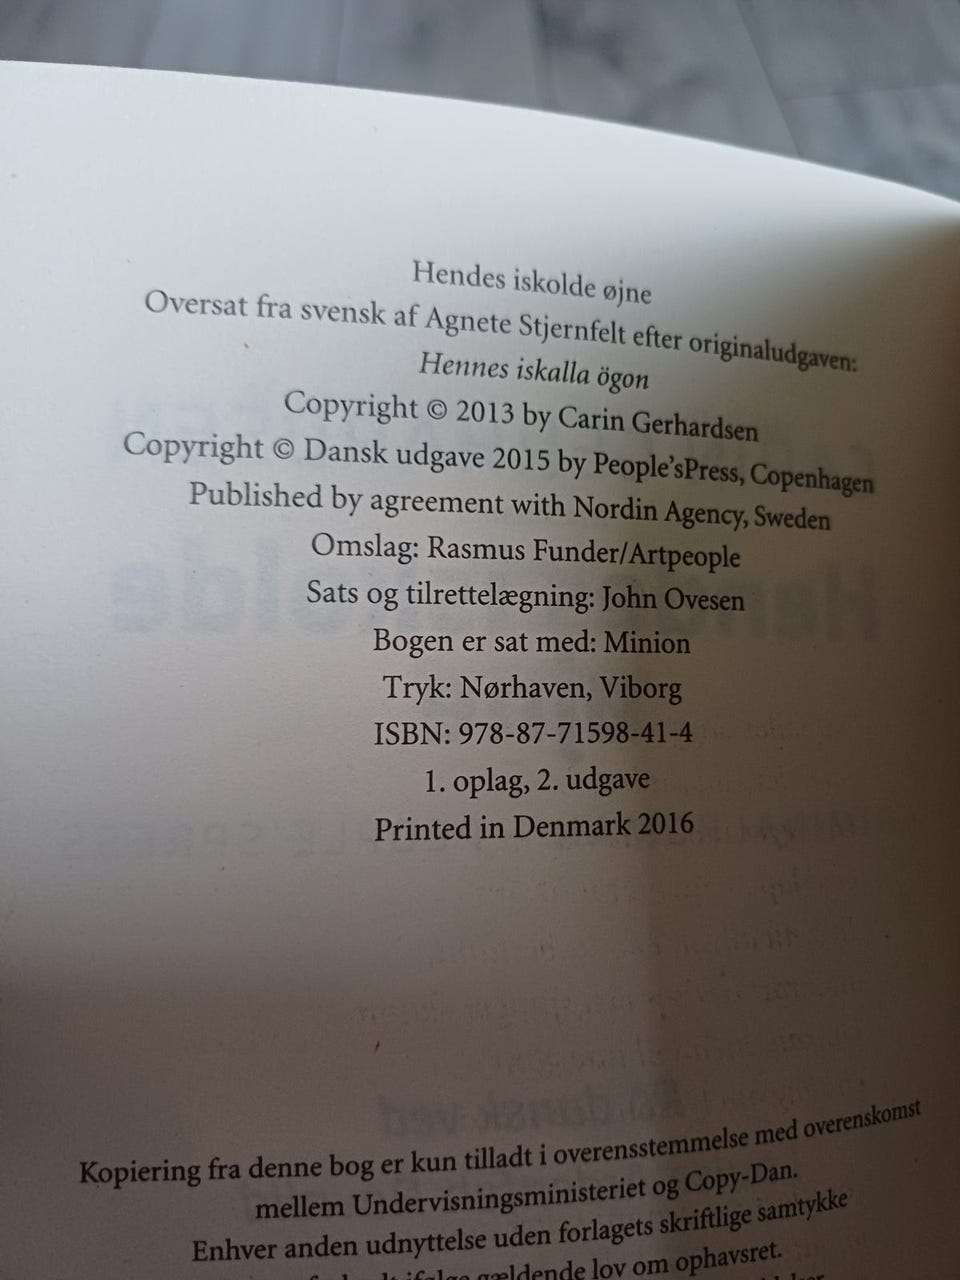 Hendes iskolde øjne
Oversat fra svensk af Agnete Stjernfelt efter originaludgaven:
Hennes iskalla ögon
Copyright © 2013 by Carin Gerhardsen
Copyright © Dansk udgave 2015 by People'sPress, Copenhagen
Published by agreement with Nordin Agency, Sweden
Omslag: Rasmus Funder/Artpeople
Sats og tilrettelægning: John Ovesen
Bogen er sat med: Minion
Tryk: Nørhaven, Viborg
ISBN: 978-87-71598-41-4
1. oplag, 2. udgave
Printed in Denmark 2016
Kopiering fra denne bog er kun tilladt i overensstemmelse med overenskomst
mellem Undervisningsministeriet og Copy-Dan.
Enhver anden udnyttelse uden forlagets skriftlige samtykke
ifølge gældende lov om ophavsret.